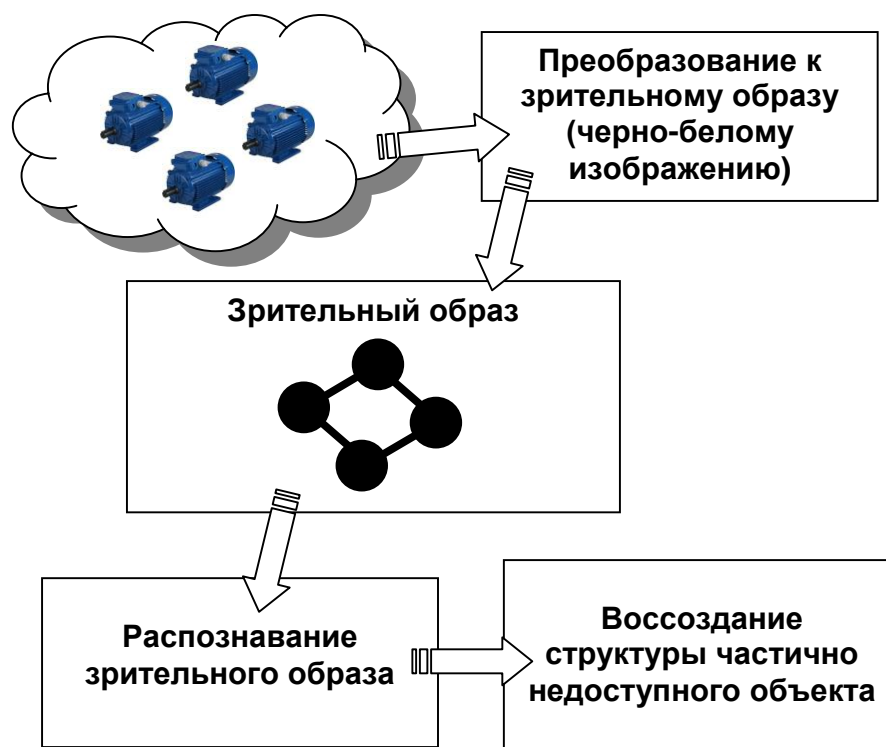 Преобразование к
зрительному образу
(черно-белому
изображению)
Зрительный образ
Распознавание
зрительного образа
Воссоздание
структуры частично
недоступного объекта